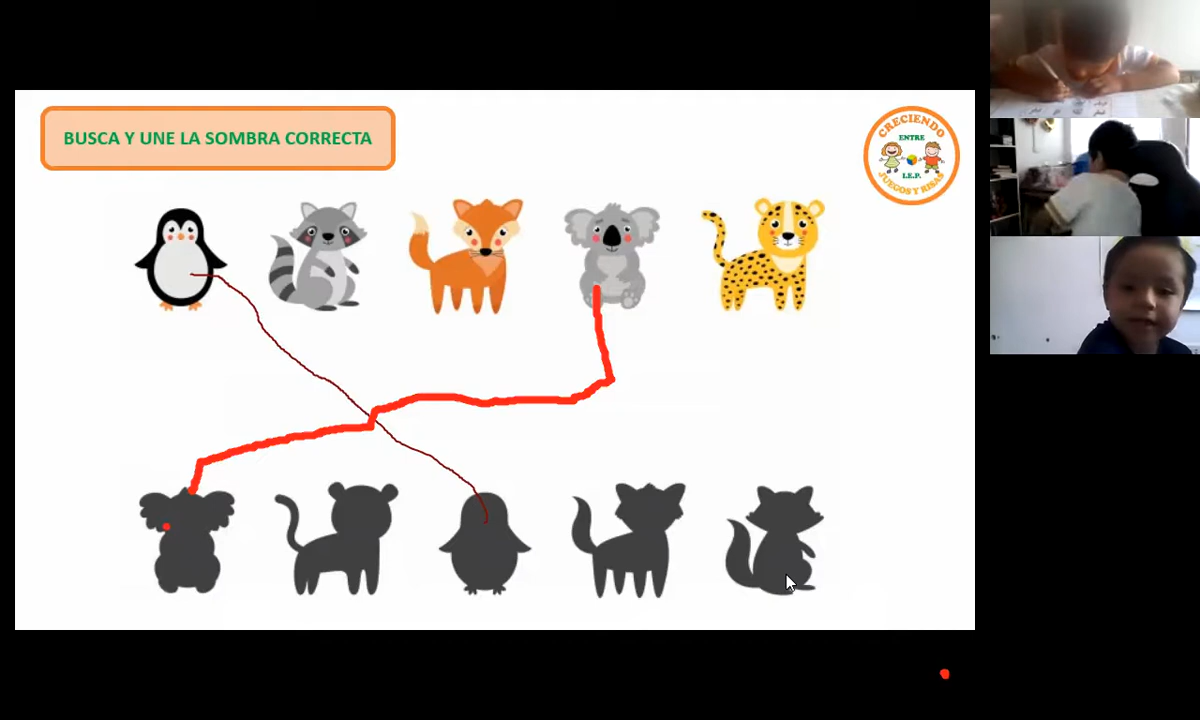 BUSCA Y UNE LA SOMBRA CORRECTA
CRECIENDO
ENTRE
I.E.P.
JUEGOS Y RISAS